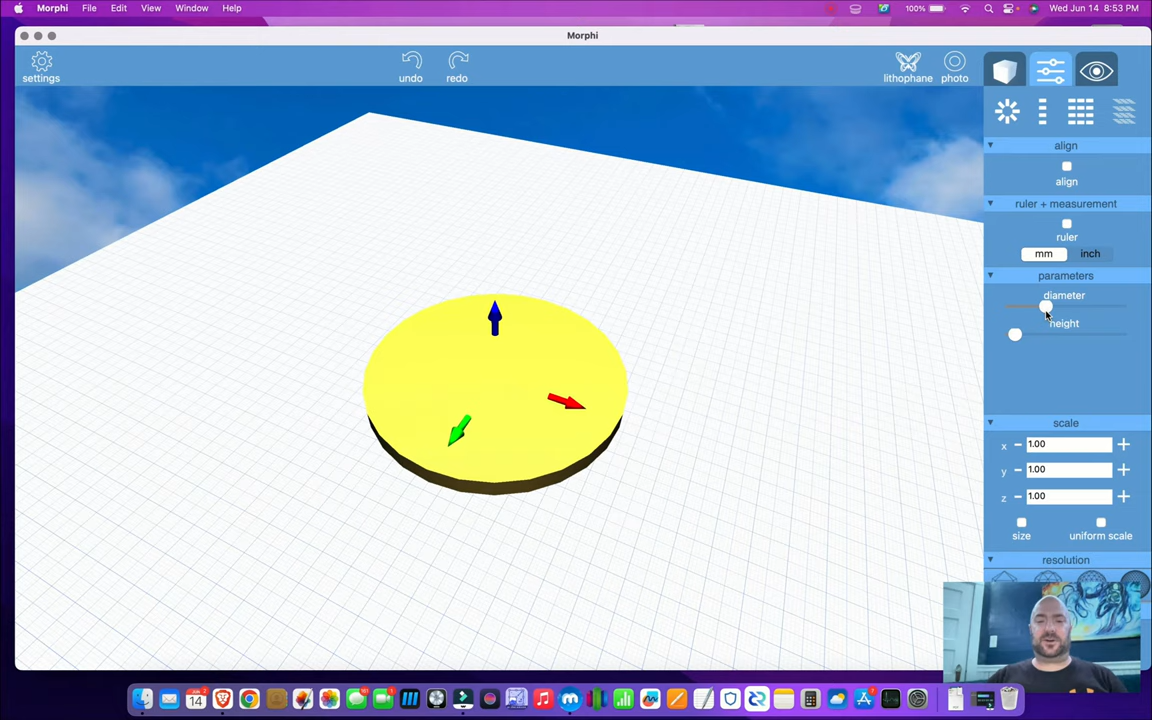 Morphi File Edit View Window Help
100% Wed Jun 14 8:53 PM
Morphi
settings undo redo lithophane photo
align
align
ruler + measurement
ruler
mm inch
parameters
diameter
height
scale
x 1.00
y 1.00
z 1.00
size uniform scale
resolution
14